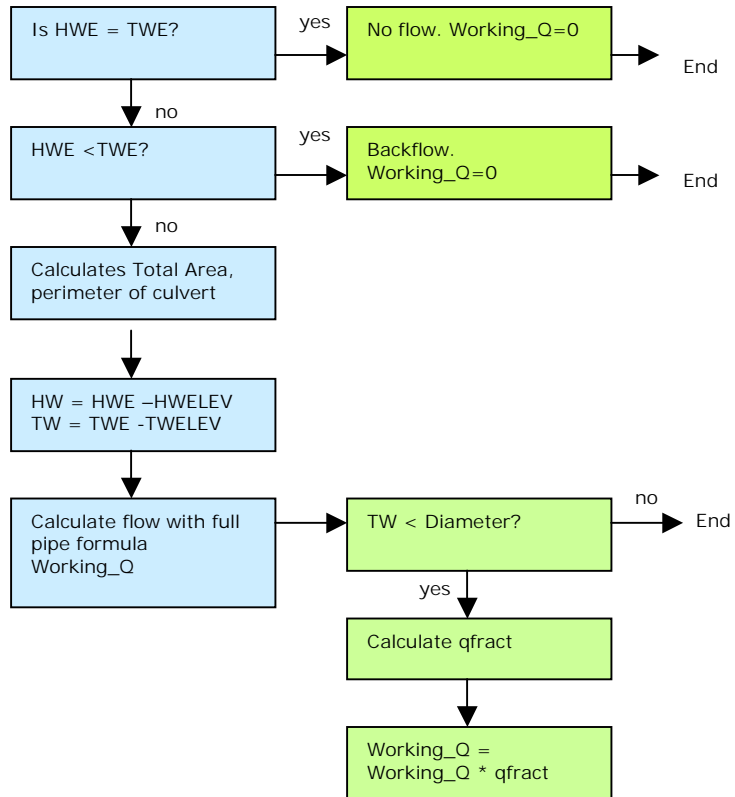 Is HWE = TWE?
yes
No flow. Working_Q=0
End
no
HWE <TWE?
yes
Backflow.
Working_Q=0
End
no
Calculates Total Area,
perimeter of culvert
HW = HWE –HWELEV
TW = TWE -TWELEV
Calculate flow with full
pipe formula
Working_Q
TW < Diameter?
no
End
yes
Calculate qfract
Working_Q =
Working_Q * qfract